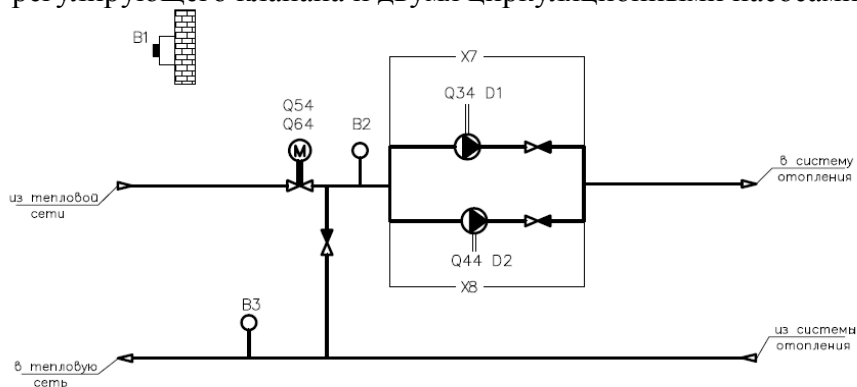 регулирующего клапана и двумя циркуляционными насосами
B1
X7
Q34 D1
Q54
Q64
B2
M
в систему
отопления
из тепловой
сети
Q44 D2
X8
B3
из системы
отопления
в тепловую
сеть